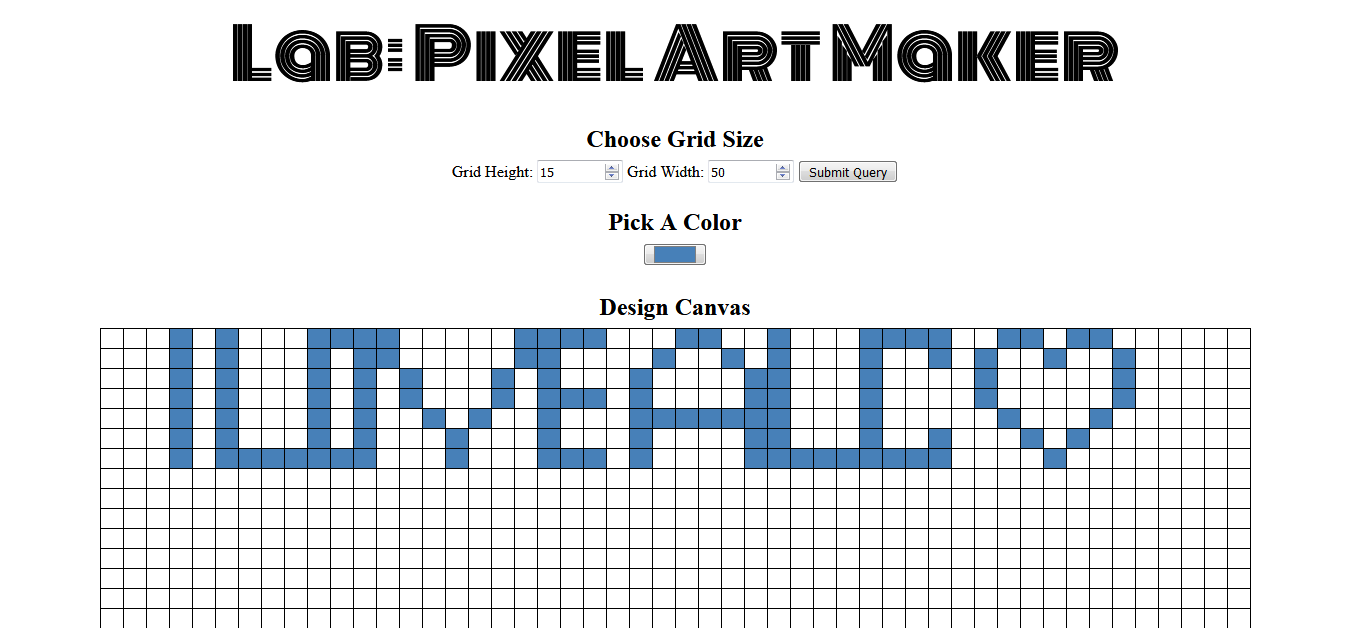 Lab: Pixel Art Maker
Choose Grid Size
Grid Height: 15 Grid Width: 50 Submit Query
Pick A Color
Design Canvas
ILOVEALC